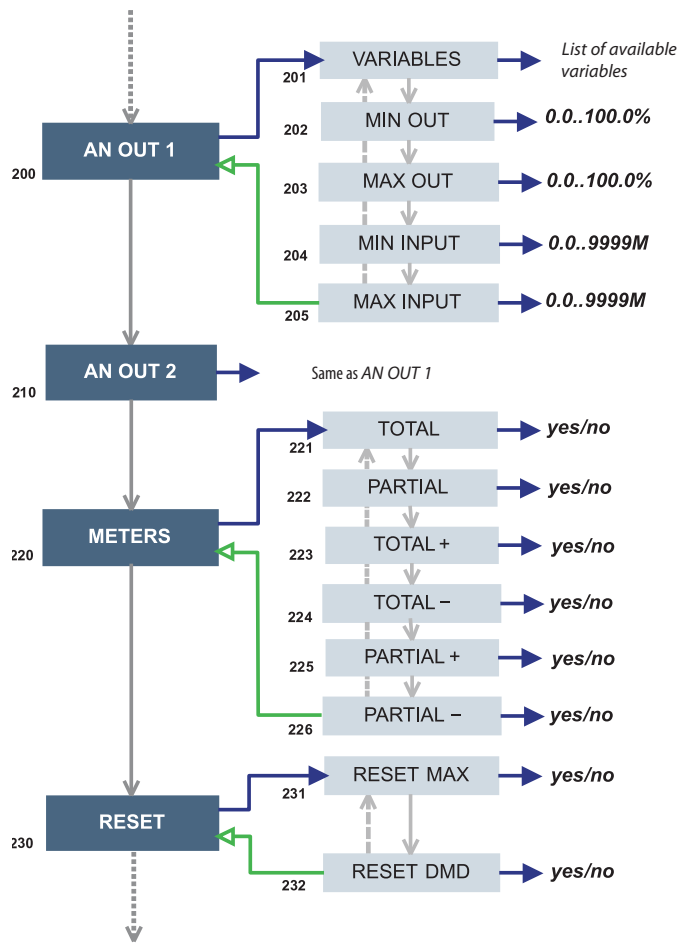 VARIABLES
201
List of available
variables
MIN OUT
202
0.0..100.0%
AN OUT 1
200
MAX OUT
203
0.0..100.0%
MIN INPUT
204
0.0..9999M
MAX INPUT
205
0.0..9999M
AN OUT 2
210
Same as AN OUT 1
TOTAL
221
yes/no
PARTIAL
222
yes/no
METERS
220
TOTAL +
223
yes/no
TOTAL –
224
yes/no
PARTIAL +
225
yes/no
PARTIAL –
226
yes/no
RESET MAX
231
yes/no
RESET
230
RESET DMD
232
yes/no